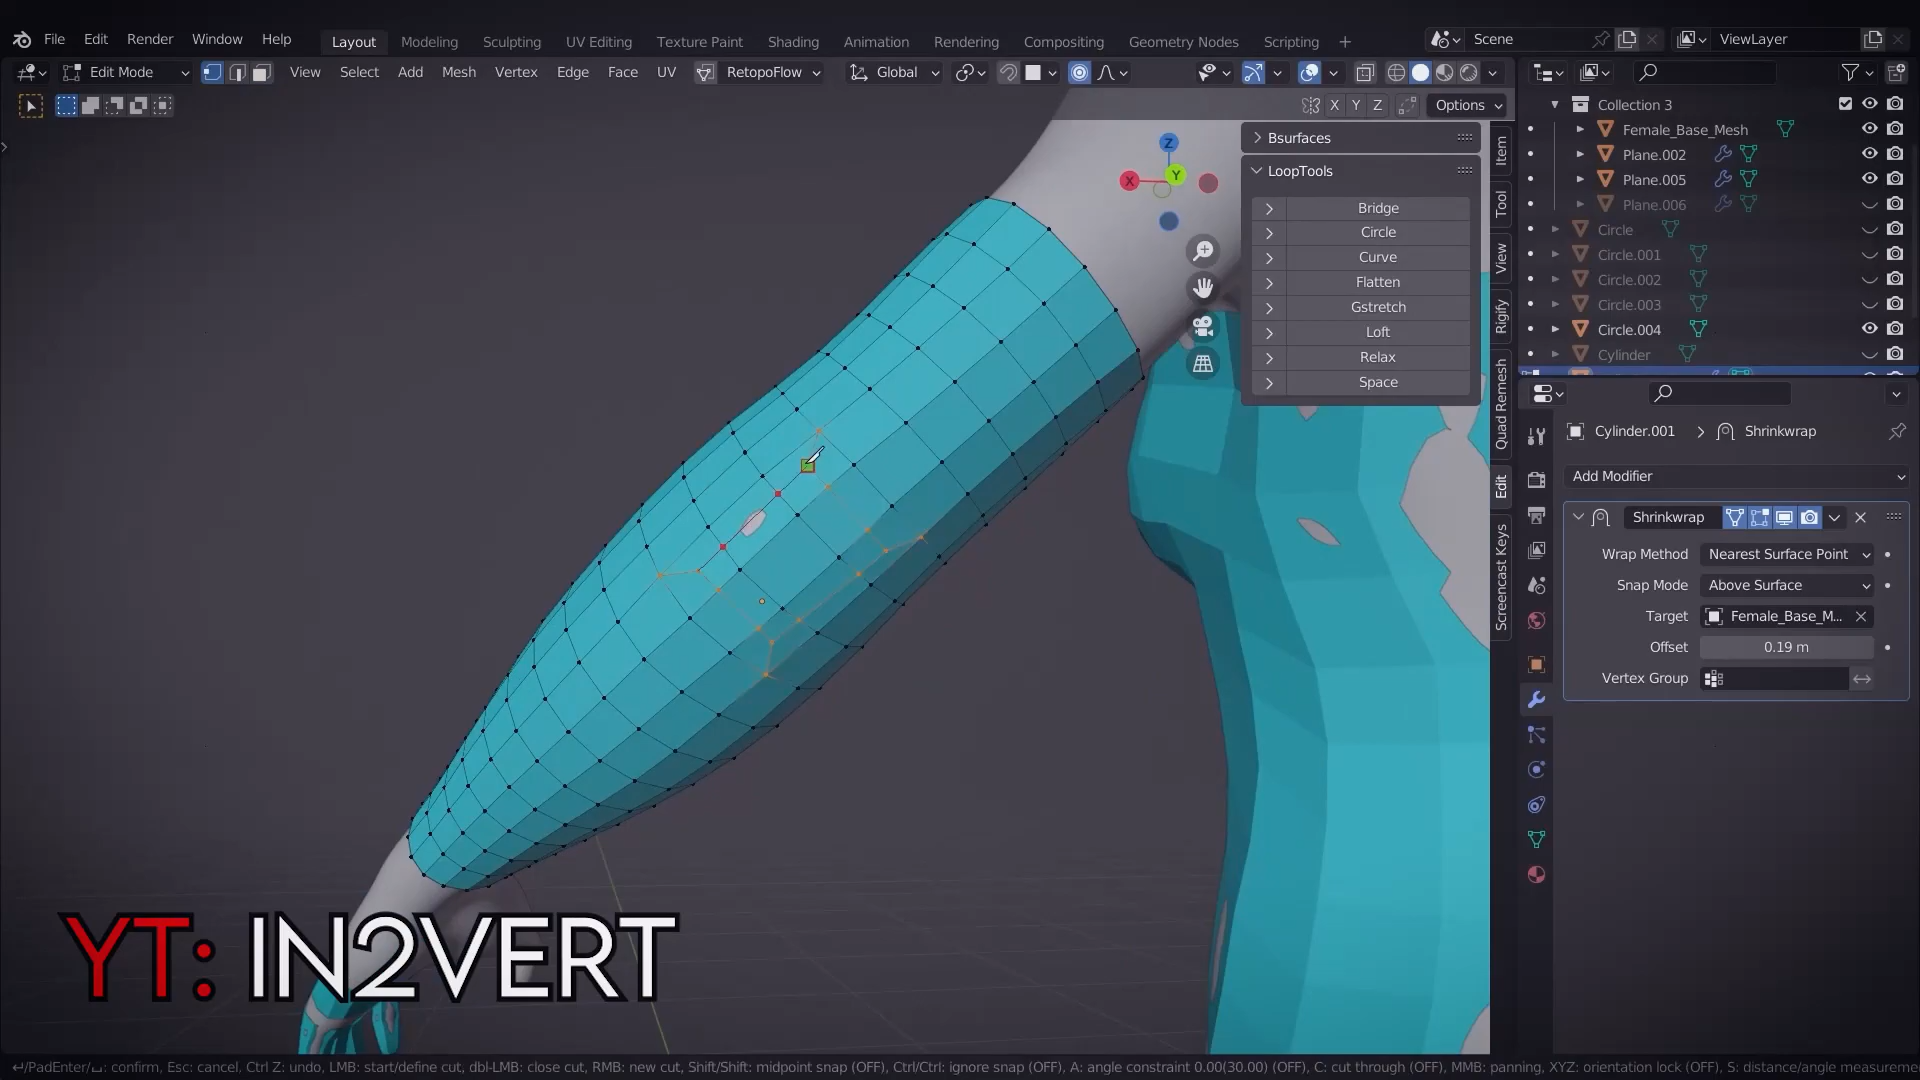 File Edit Render Window Help Layout Modeling Sculpting UV Editing Texture Paint Shading Animation Rendering Compositing Geometry Nodes Scripting + Scene ViewLayer
Edit Mode View Select Add Mesh Vertex Edge Face UV RetopoFlow Global
X Y Z Options
Bsurfaces
LoopTools
Bridge
Circle
Curve
Flatten
Gstretch
Loft
Relax
Space
Z
X
Y
Item
Tool
View
Rigify
Quad Remesh
Edit
Screencast Keys
Collection 3
Female_Base_Mesh
Plane.002
Plane.005
Plane.006
Circle
Circle.001
Circle.002
Circle.003
Circle.004
Cylinder
Cylinder.001 > Shrinkwrap
Add Modifier
Shrinkwrap
Wrap Method Nearest Surface Point
Snap Mode Above Surface
Target Female_Base_M...
Offset 0.19 m
Vertex Group
YT: IN2VERT
↵/PadEnter/␣: confirm, Esc: cancel, Ctrl Z: undo, LMB: start/define cut, dbl-LMB: close cut, RMB: new cut, Shift/Shift: midpoint snap (OFF), Ctrl/Ctrl: ignore snap (OFF), A: angle constraint 0.00(30.00) (OFF), C: cut through (OFF), MMB: panning, XYZ: orientation lock (OFF), S: distance/angle measureme